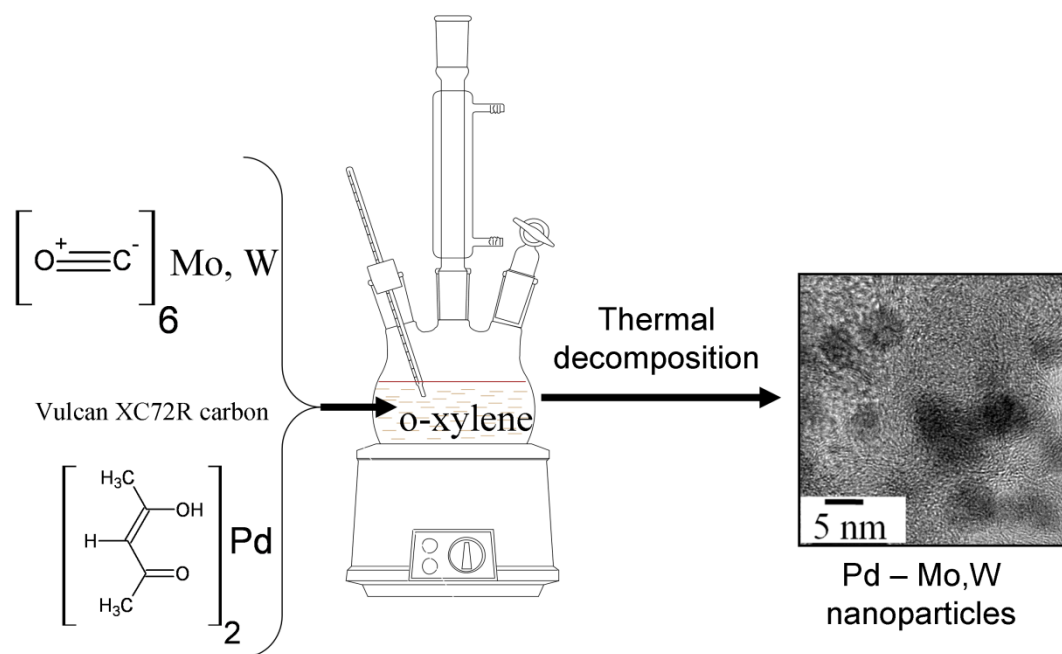 O⁺≡C⁻
6
Mo, W
Vulcan XC72R carbon
H₃C
OH
H
O
H₃C
2
Pd
o-xylene
Thermal
decomposition
5 nm
Pd – Mo,W
nanoparticles